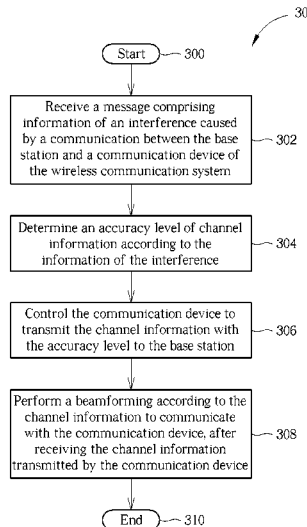 30
Start
300
Receive a message comprising
information of an interference caused
by a communication between the base
station and a communication device of
the wireless communication system
302
Determine an accuracy level of channel
information according to the
information of the interference
304
Control the communication device to
transmit the channel information with
the accuracy level to the base station
306
Perform a beamforming according to the
channel information to communicate
with the communication device, after
receiving the channel information
transmitted by the communication device
308
End
310